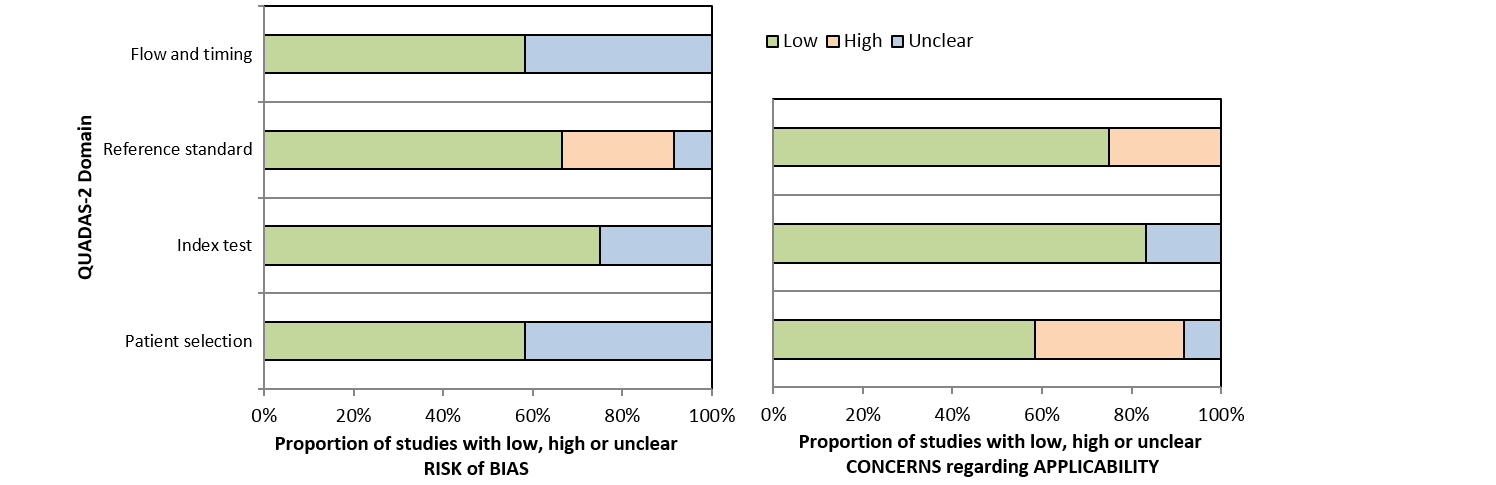 Flow and timing
Reference standard
Index test
Patient selection
QUADAS-2 Domain
0% 20% 40% 60% 80% 100%
Proportion of studies with low, high or unclear
RISK of BIAS
Low High Unclear
0% 20% 40% 60% 80% 100%
Proportion of studies with low, high or unclear
CONCERNS regarding APPLICABILITY